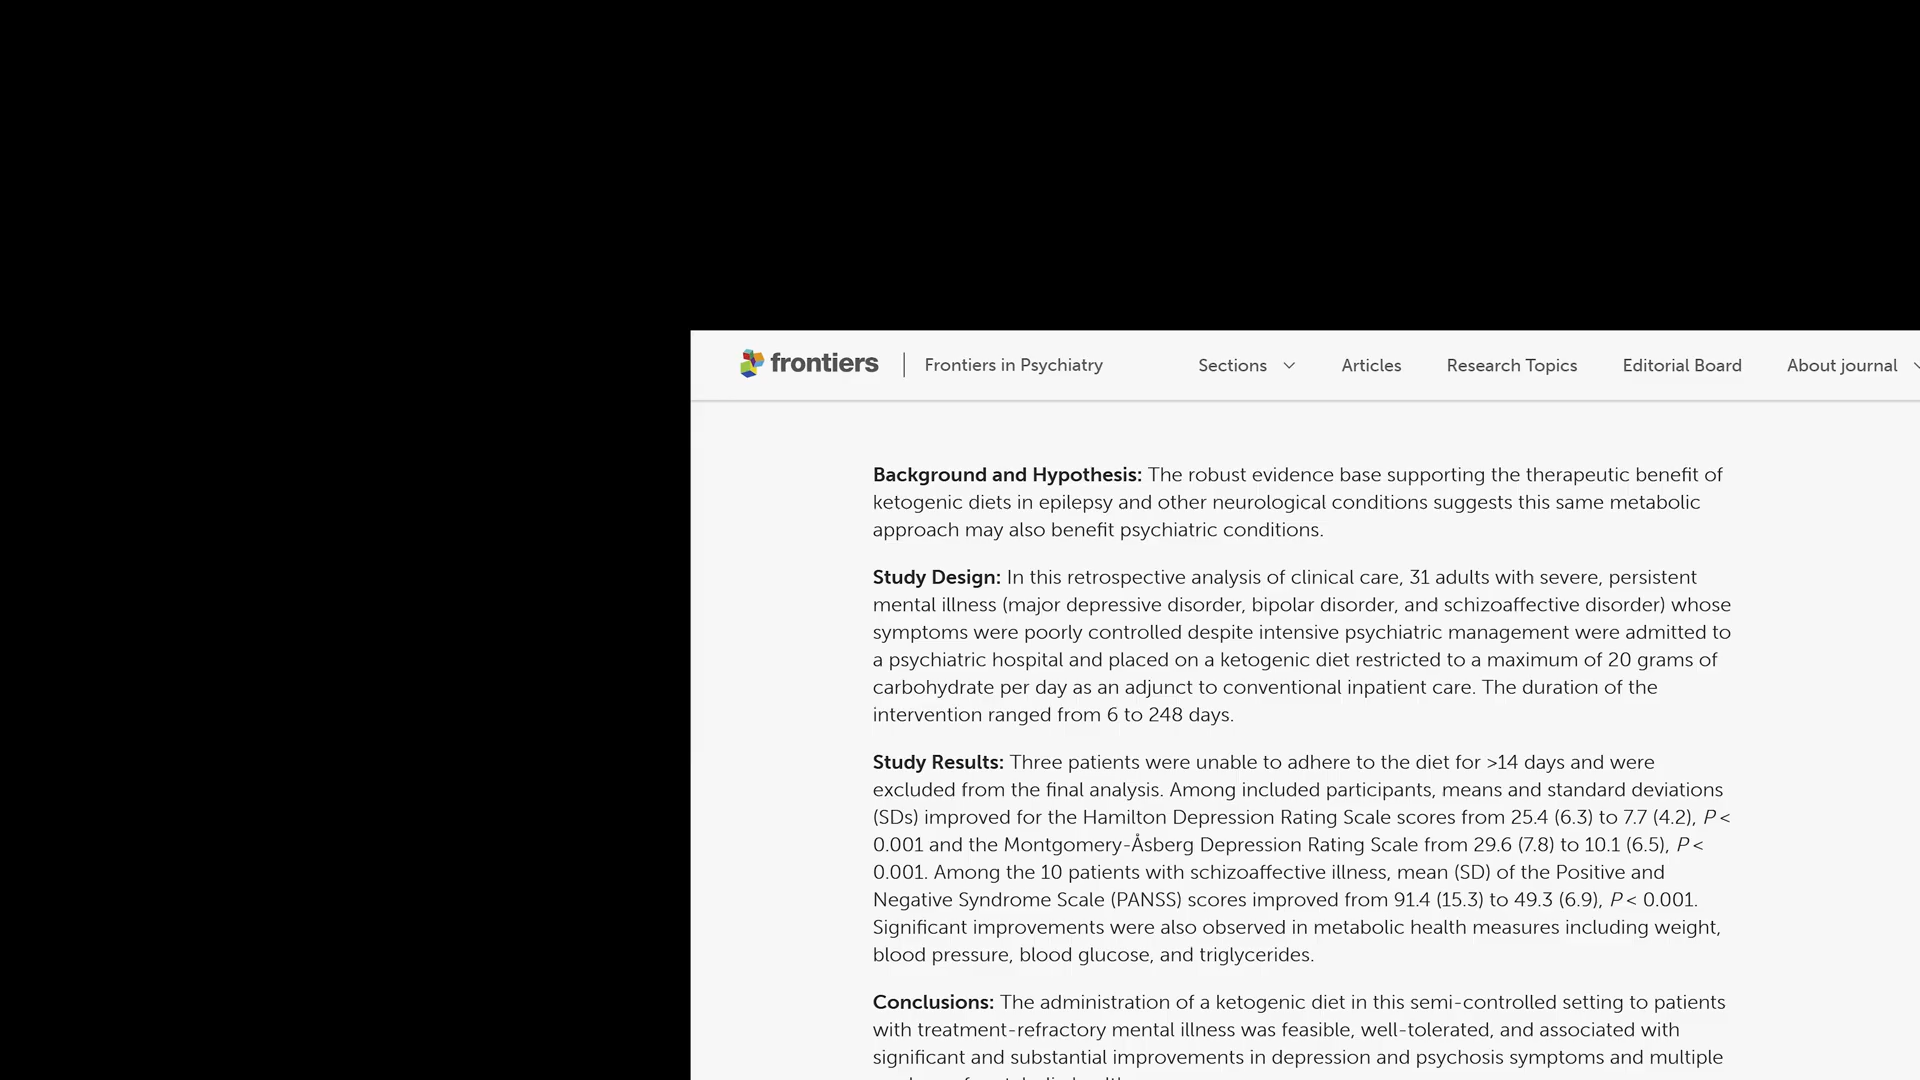 frontiers | Frontiers in Psychiatry Sections Articles Research Topics Editorial Board About journal
Background and Hypothesis: The robust evidence base supporting the therapeutic benefit of
ketogenic diets in epilepsy and other neurological conditions suggests this same metabolic
approach may also benefit psychiatric conditions.
Study Design: In this retrospective analysis of clinical care, 31 adults with severe, persistent
mental illness (major depressive disorder, bipolar disorder, and schizoaffective disorder) whose
symptoms were poorly controlled despite intensive psychiatric management were admitted to
a psychiatric hospital and placed on a ketogenic diet restricted to a maximum of 20 grams of
carbohydrate per day as an adjunct to conventional inpatient care. The duration of the
intervention ranged from 6 to 248 days.
Study Results: Three patients were unable to adhere to the diet for >14 days and were
excluded from the final analysis. Among included participants, means and standard deviations
(SDs) improved for the Hamilton Depression Rating Scale scores from 25.4 (6.3) to 7.7 (4.2), P <
0.001 and the Montgomery-Åsberg Depression Rating Scale from 29.6 (7.8) to 10.1 (6.5), P <
0.001. Among the 10 patients with schizoaffective illness, mean (SD) of the Positive and
Negative Syndrome Scale (PANSS) scores improved from 91.4 (15.3) to 49.3 (6.9), P < 0.001.
Significant improvements were also observed in metabolic health measures including weight,
blood pressure, blood glucose, and triglycerides.
Conclusions: The administration of a ketogenic diet in this semi-controlled setting to patients
with treatment-refractory mental illness was feasible, well-tolerated, and associated with
significant and substantial improvements in depression and psychosis symptoms and multiple